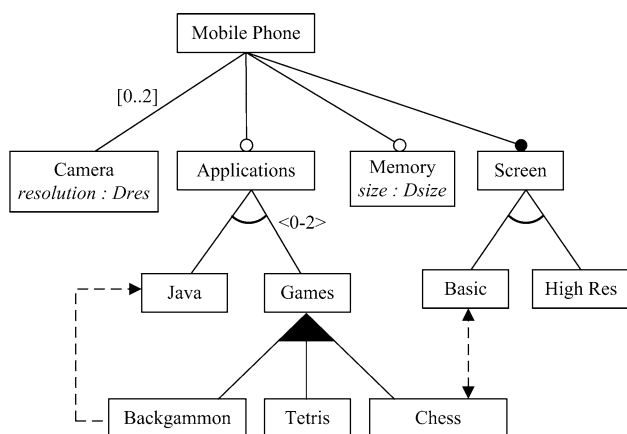 Mobile Phone
[0..2]
Camera
resolution : Dres
Applications
Memory
size : Dsize
Screen
<0-2>
Java
Games
Basic
High Res
Backgammon
Tetris
Chess